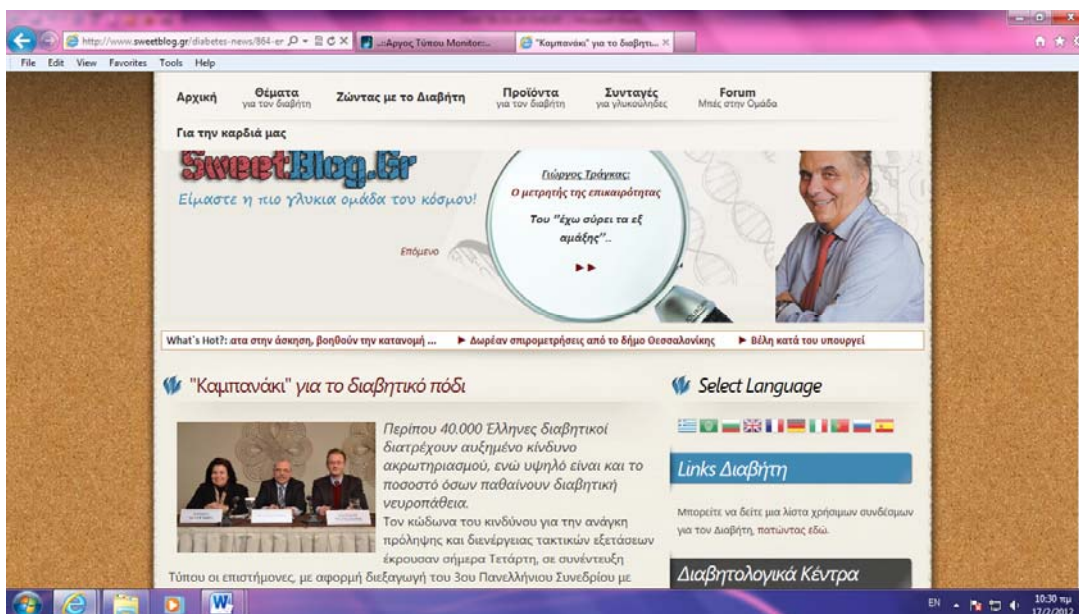 http://www.sweetblog.gr/diabetes-news/864-er
..::Αργος Τύπου Monitor::..
"Καμπανάκι" για το διαβητι...
File Edit View Favorites Tools Help
Αρχική
Θέματα
για τον διαβήτη
Ζώντας με το Διαβήτη
Προϊόντα
για τον διαβήτη
Συνταγές
για γλυκούληδες
Forum
Μπές στην Ομάδα
Για την καρδιά μας
SweetBlog.Gr
Είμαστε η πιο γλυκια ομάδα του κόσμου!
Επόμενο
Γιώργος Τράγκας:
Ο μετρητής της επικαιρότητας
Του "έχω σύρει τα εξ
αμάξης"..
What's Hot?: ατα στην άσκηση, βοηθούν την κατανομή ... Δωρέαν σπιρομετρήσεις από το δήμο Θεσσαλονίκης Βέλη κατά του υπουργεί
"Καμπανάκι" για το διαβητικό πόδι
Περίπου 40.000 Έλληνες διαβητικοί
διατρέχουν αυξημένο κίνδυνο
ακρωτηριασμού, ενώ υψηλό είναι και το
ποσοστό όσων παθαίνουν διαβητική
νευροπάθεια.
Τον κώδωνα του κινδύνου για την ανάγκη
πρόληψης και διενέργειας τακτικών εξετάσεων
έκρουσαν σήμερα Τετάρτη, σε συνέντευξη
Τύπου οι επιστήμονες, με αφορμή διεξαγωγή του 3ου Πανελλήνιου Συνεδρίου με
Select Language
Links Διαβήτη
Μπορείτε να δείτε μια λίστα χρήσιμων συνδέσμων
για τον Διαβήτη, πατώντας εδώ.
Διαβητολογικά Κέντρα
EN
10:30 πμ
17/2/2012